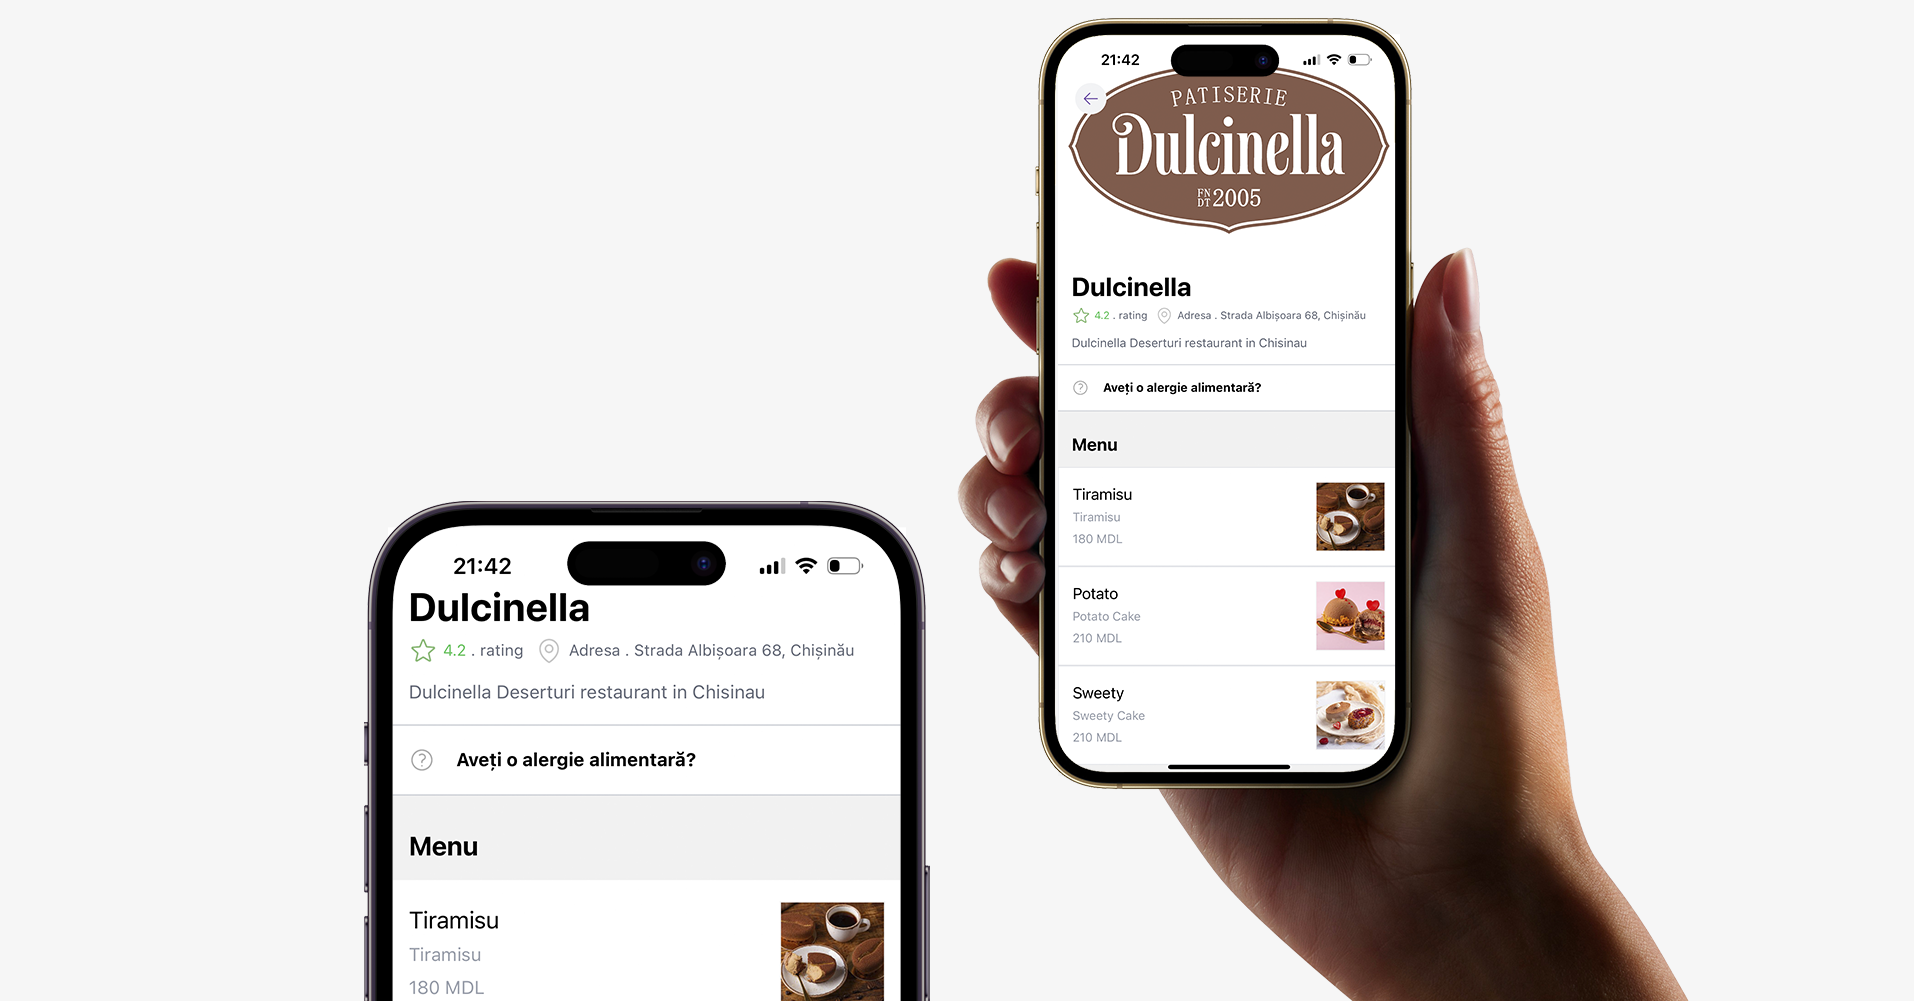 21:42
PATISERIE
Dulcinella
FN DT 2005
Dulcinella
4.2 . rating Adresa . Strada Albișoara 68, Chișinău
Dulcinella Deserturi restaurant in Chisinau
Aveți o alergie alimentară?
Menu
Tiramisu
Tiramisu
180 MDL
Potato
Potato Cake
210 MDL
Sweety
Sweety Cake
210 MDL
21:42
Dulcinella
4.2 . rating Adresa . Strada Albișoara 68, Chișinău
Dulcinella Deserturi restaurant in Chisinau
Aveți o alergie alimentară?
Menu
Tiramisu
Tiramisu
180 MDL